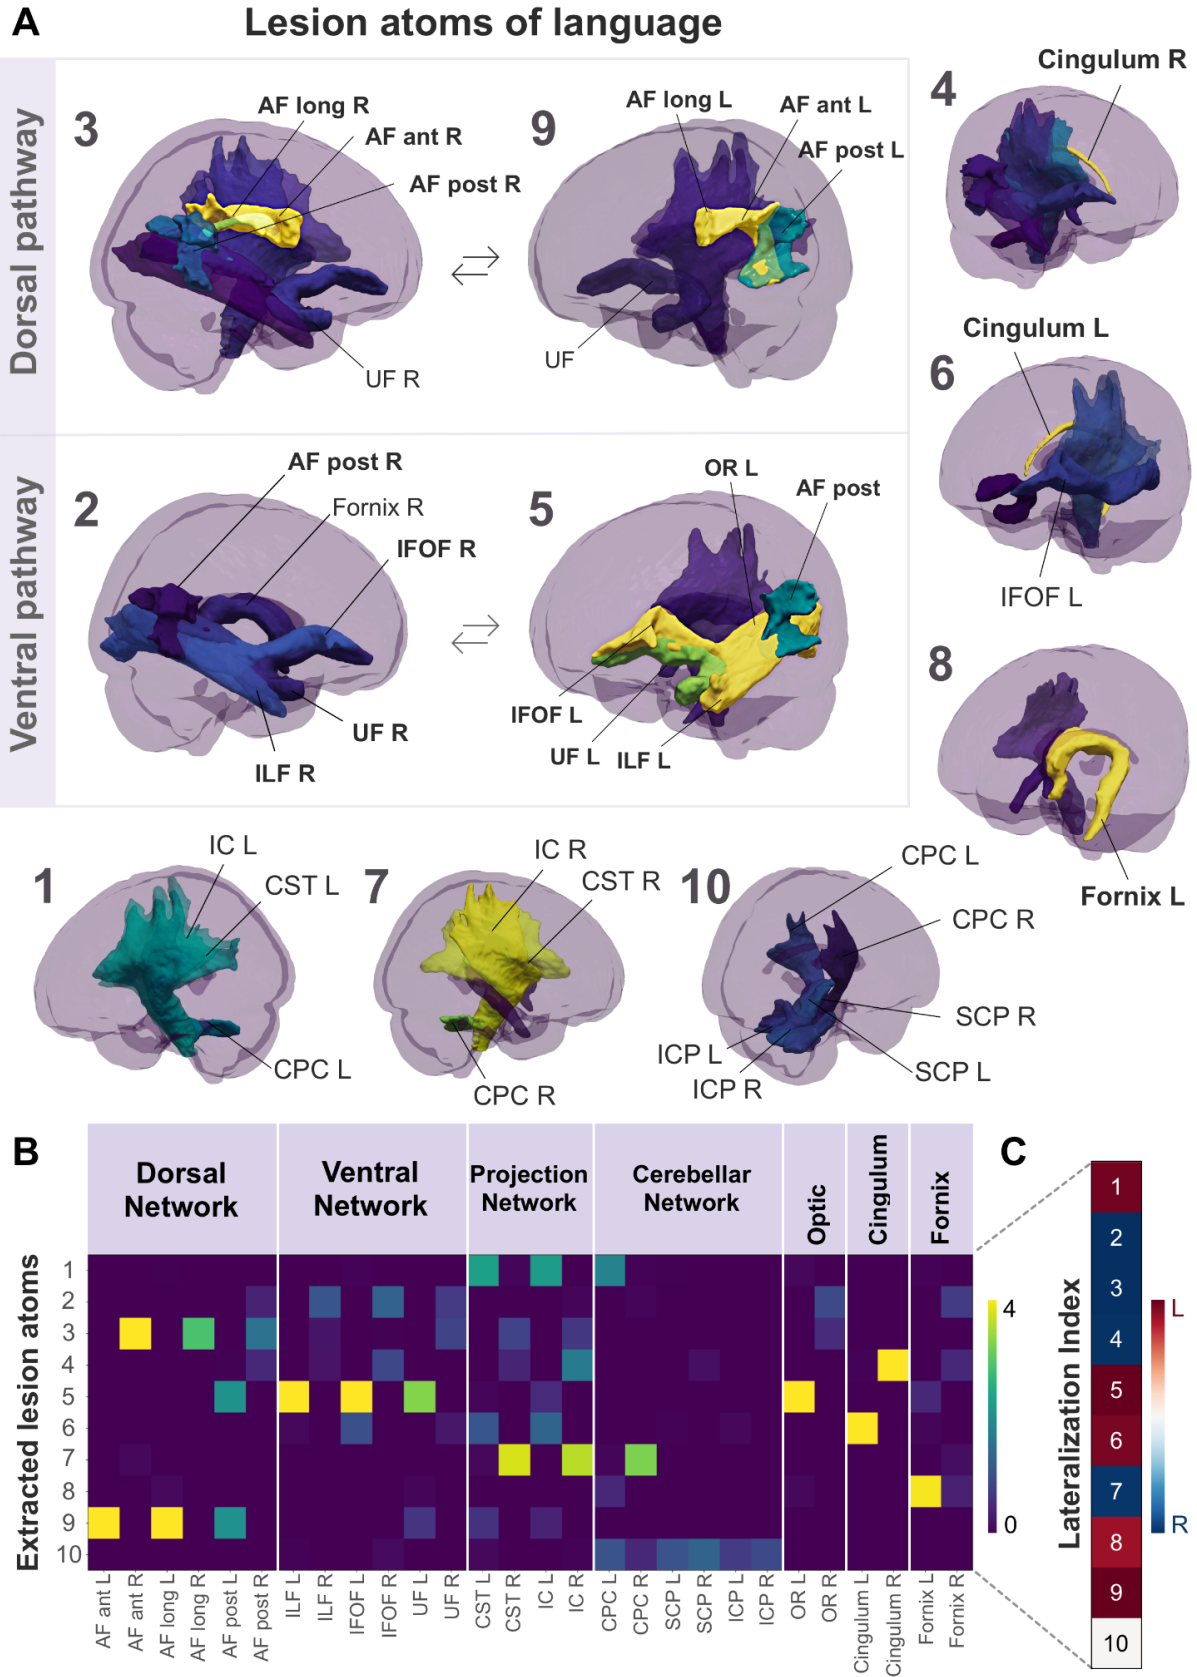 A
Lesion atoms of language
Dorsal pathway
3
AF long R
AF ant R
AF post R
UF R
9
AF long L
AF ant L
AF post L
UF
4
Cingulum R
6
Cingulum L
IFOF L
Ventral pathway
2
AF post R
Fornix R
IFOF R
UF R
ILF R
5
OR L
AF post
IFOF L
UF L
ILF L
8
Fornix L
1
IC L
CST L
CPC L
7
IC R
CST R
CPC R
10
CPC L
CPC R
SCP R
SCP L
ICP L
ICP R
B
Dorsal
Network
Ventral
Network
Projection
Network
Cerebellar
Network
Optic
Cingulum
Fornix
Extracted lesion atoms
1
2
3
4
5
6
7
8
9
10
AF ant L
AF ant R
AF long L
AF long R
AF post L
AF post R
ILF L
ILF R
IFOF L
IFOF R
UF L
UF R
CST L
CST R
IC L
IC R
CPC L
CPC R
SCP L
SCP R
ICP L
ICP R
OR L
OR R
Cingulum L
Cingulum R
Fornix L
Fornix R
4
0
C
Lateralization Index
1
2
3
4
5
6
7
8
9
10
L
R